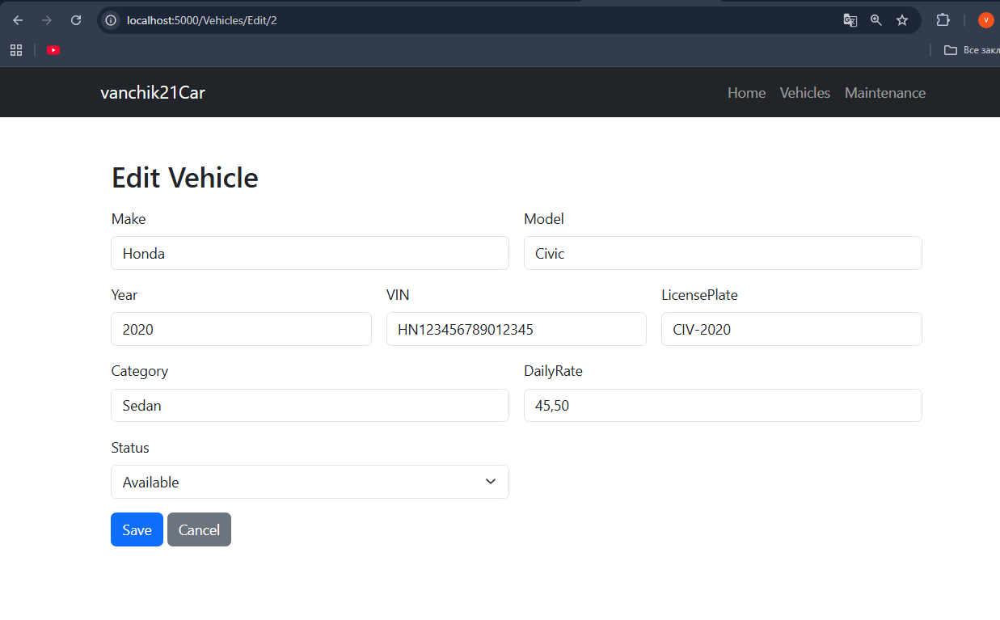 localhost:5000/Vehicles/Edit/2
V
Все закл
vanchik21Car
Home Vehicles Maintenance
Edit Vehicle
Make Model
Honda Civic
Year VIN LicensePlate
2020 HN123456789012345 CIV-2020
Category DailyRate
Sedan 45,50
Status
Available
Save Cancel